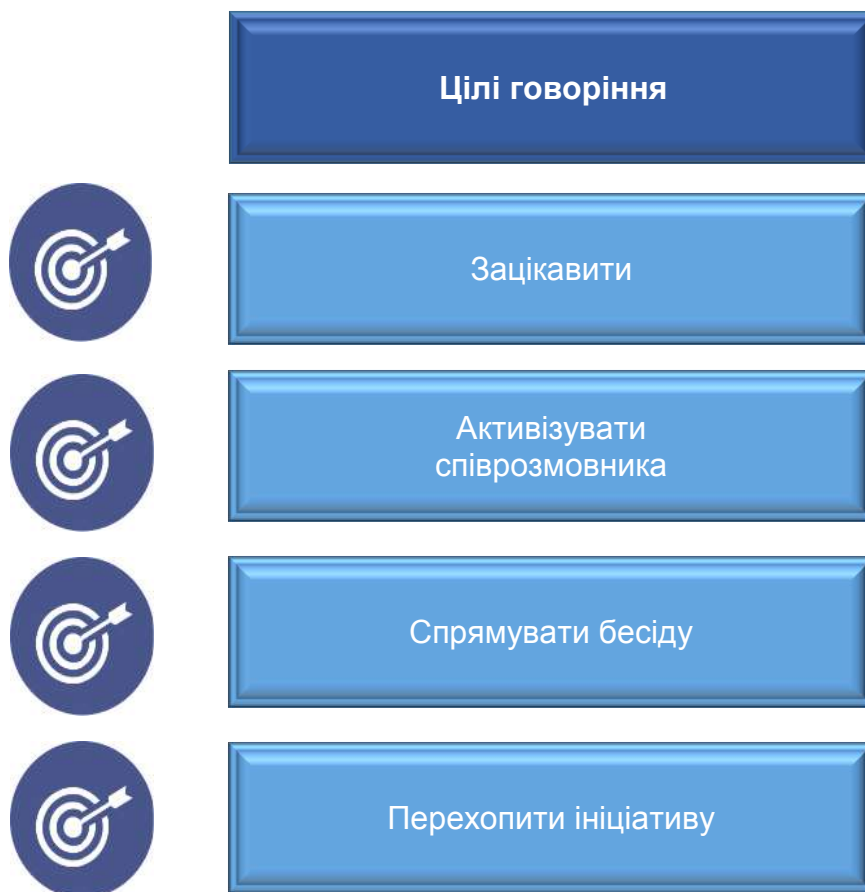 Цілі говоріння
Зацікавити
Активізувати
співрозмовника
Спрямувати бесіду
Перехопити ініціативу